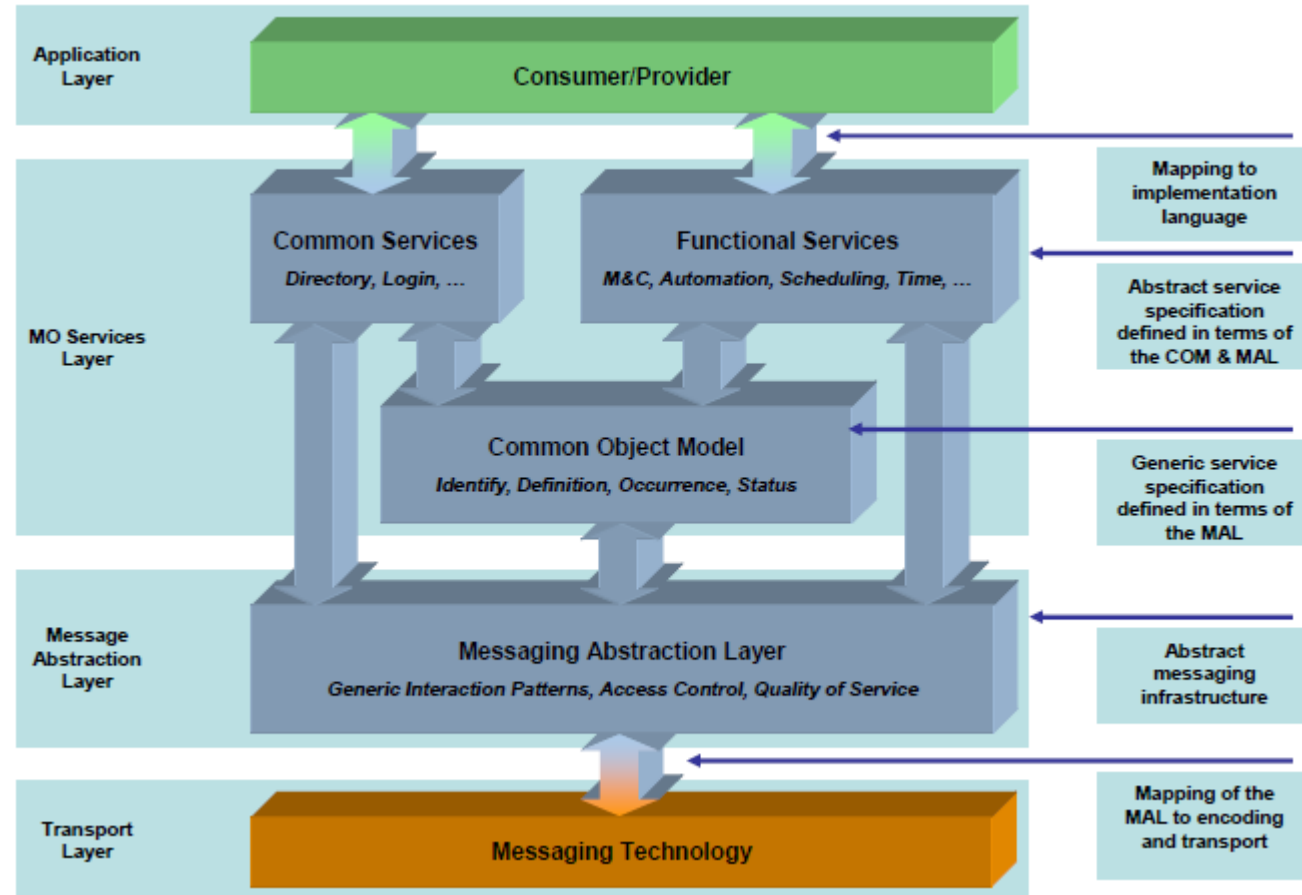 Application
Layer
Consumer/Provider
Mapping to
implementation
language
MO Services
Layer
Common Services
Directory, Login, ...
Functional Services
M&C, Automation, Scheduling, Time, ...
Abstract service
specification
defined in terms of
the COM & MAL
Common Object Model
Identify, Definition, Occurrence, Status
Generic service
specification
defined in terms of
the MAL
Message
Abstraction
Layer
Messaging Abstraction Layer
Generic Interaction Patterns, Access Control, Quality of Service
Abstract
messaging
infrastructure
Transport
Layer
Messaging Technology
Mapping of the
MAL to encoding
and transport